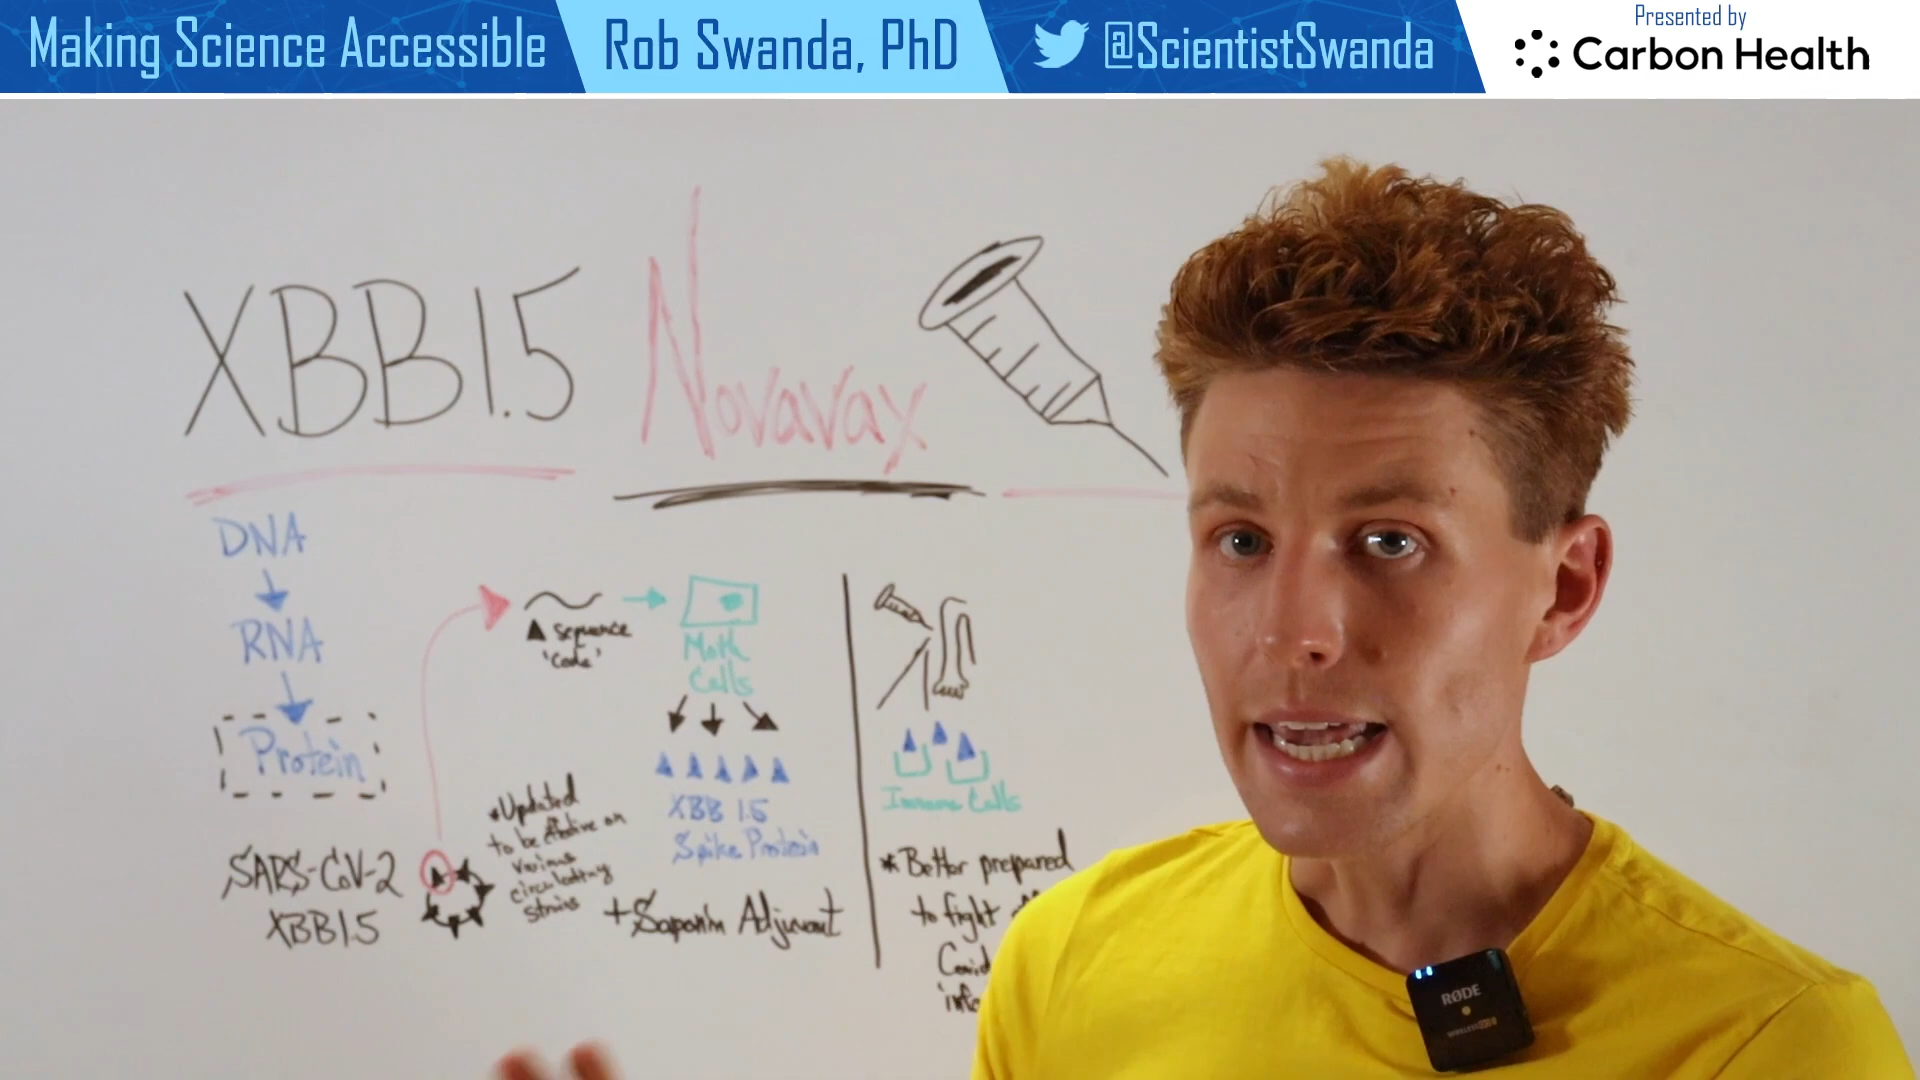 Making Science Accessible
Rob Swanda, PhD
@ScientistSwanda
Presented by
Carbon Health
XBB1.5
Novavax
DNA
RNA
Protein
SARS-CoV-2
XBB1.5
sequence
'code'
Moth
Cells
XBB 1.5
Spike Protein
+Saponin Adjuvant
*Updated
to be effective on
various
circulating
strains
Immune Cells
*Better prepared
to fight
Covid
RØDE